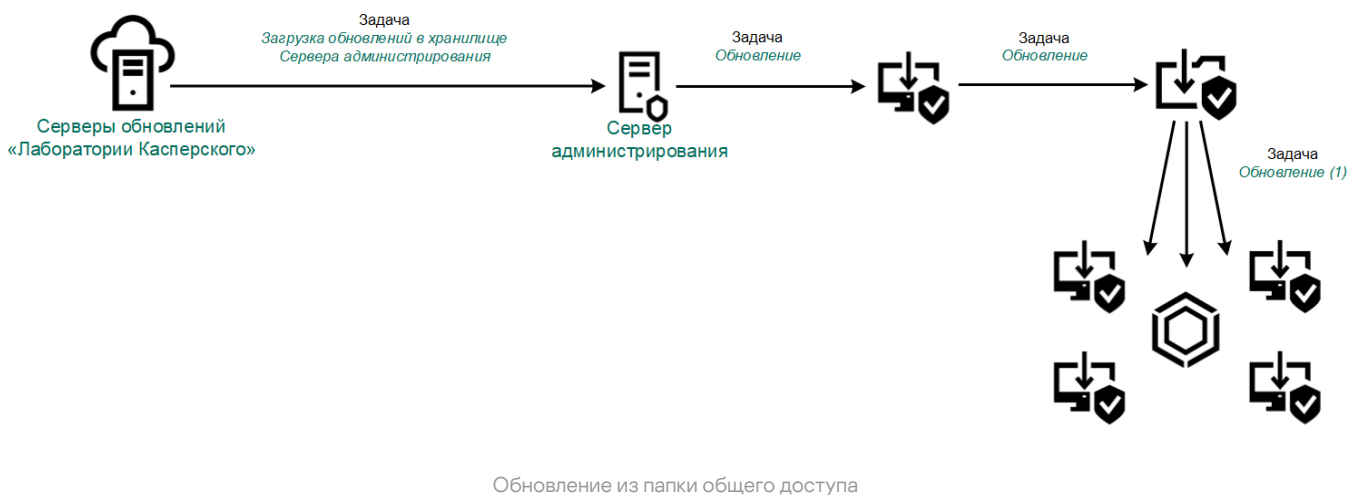 Задача
Загрузка обновлений в хранилище
Сервера администрирования
Задача
Обновление
Задача
Обновление
Серверы обновлений
«Лаборатории Касперского»
Сервер
администрирования
Задача
Обновление (1)
Обновление из папки общего доступа